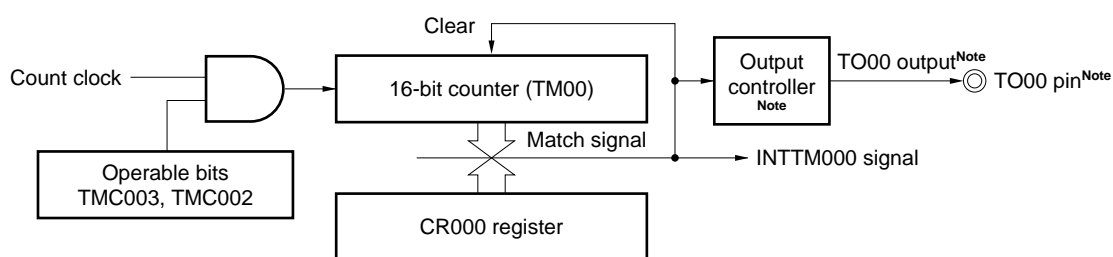 Clear
Count clock
16-bit counter (TM00)
Output
controller
Note
TO00 output Note
TO00 pin Note
Operable bits
TMC003, TMC002
Match signal
INTTM000 signal
CR000 register